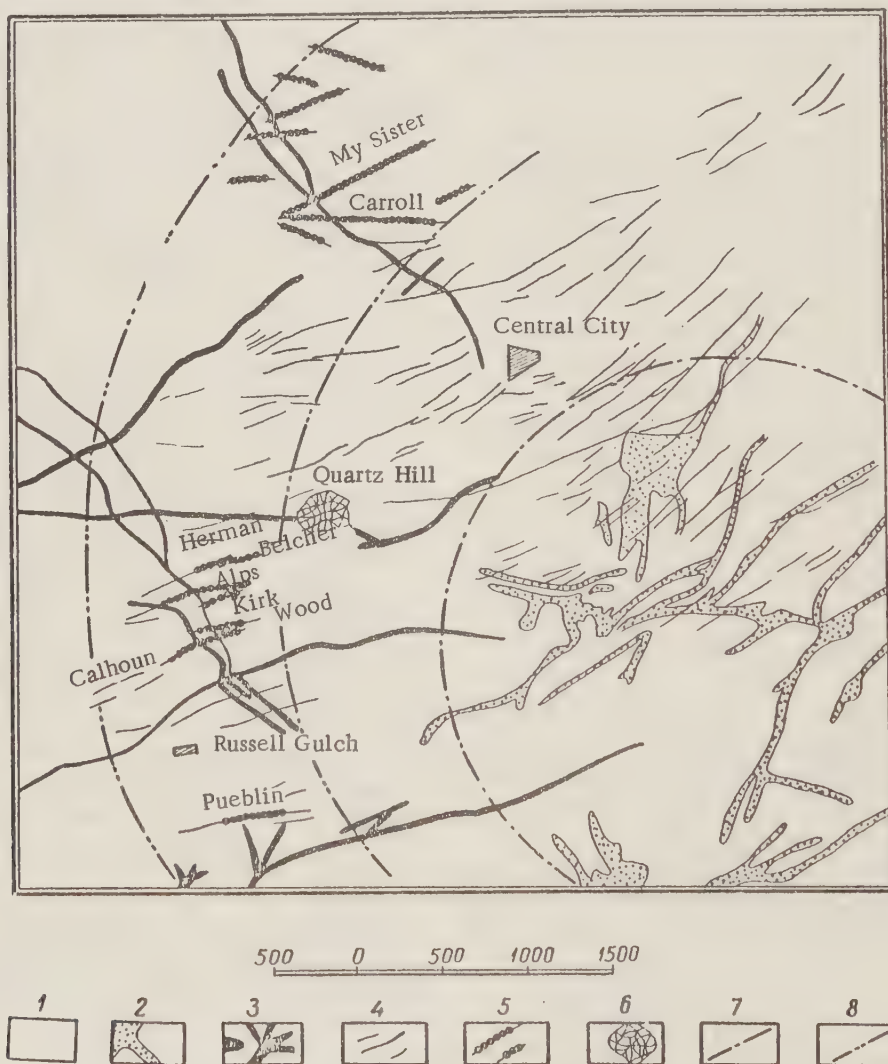 My Sister
Carroll
Central City
Quartz Hill
Herman
Belcher
Alps
Kirk
Wood
Calhoun
Russell Gulch
Pueblin
500 0 500 1000 1500
1 2 3 4 5 6 7 8